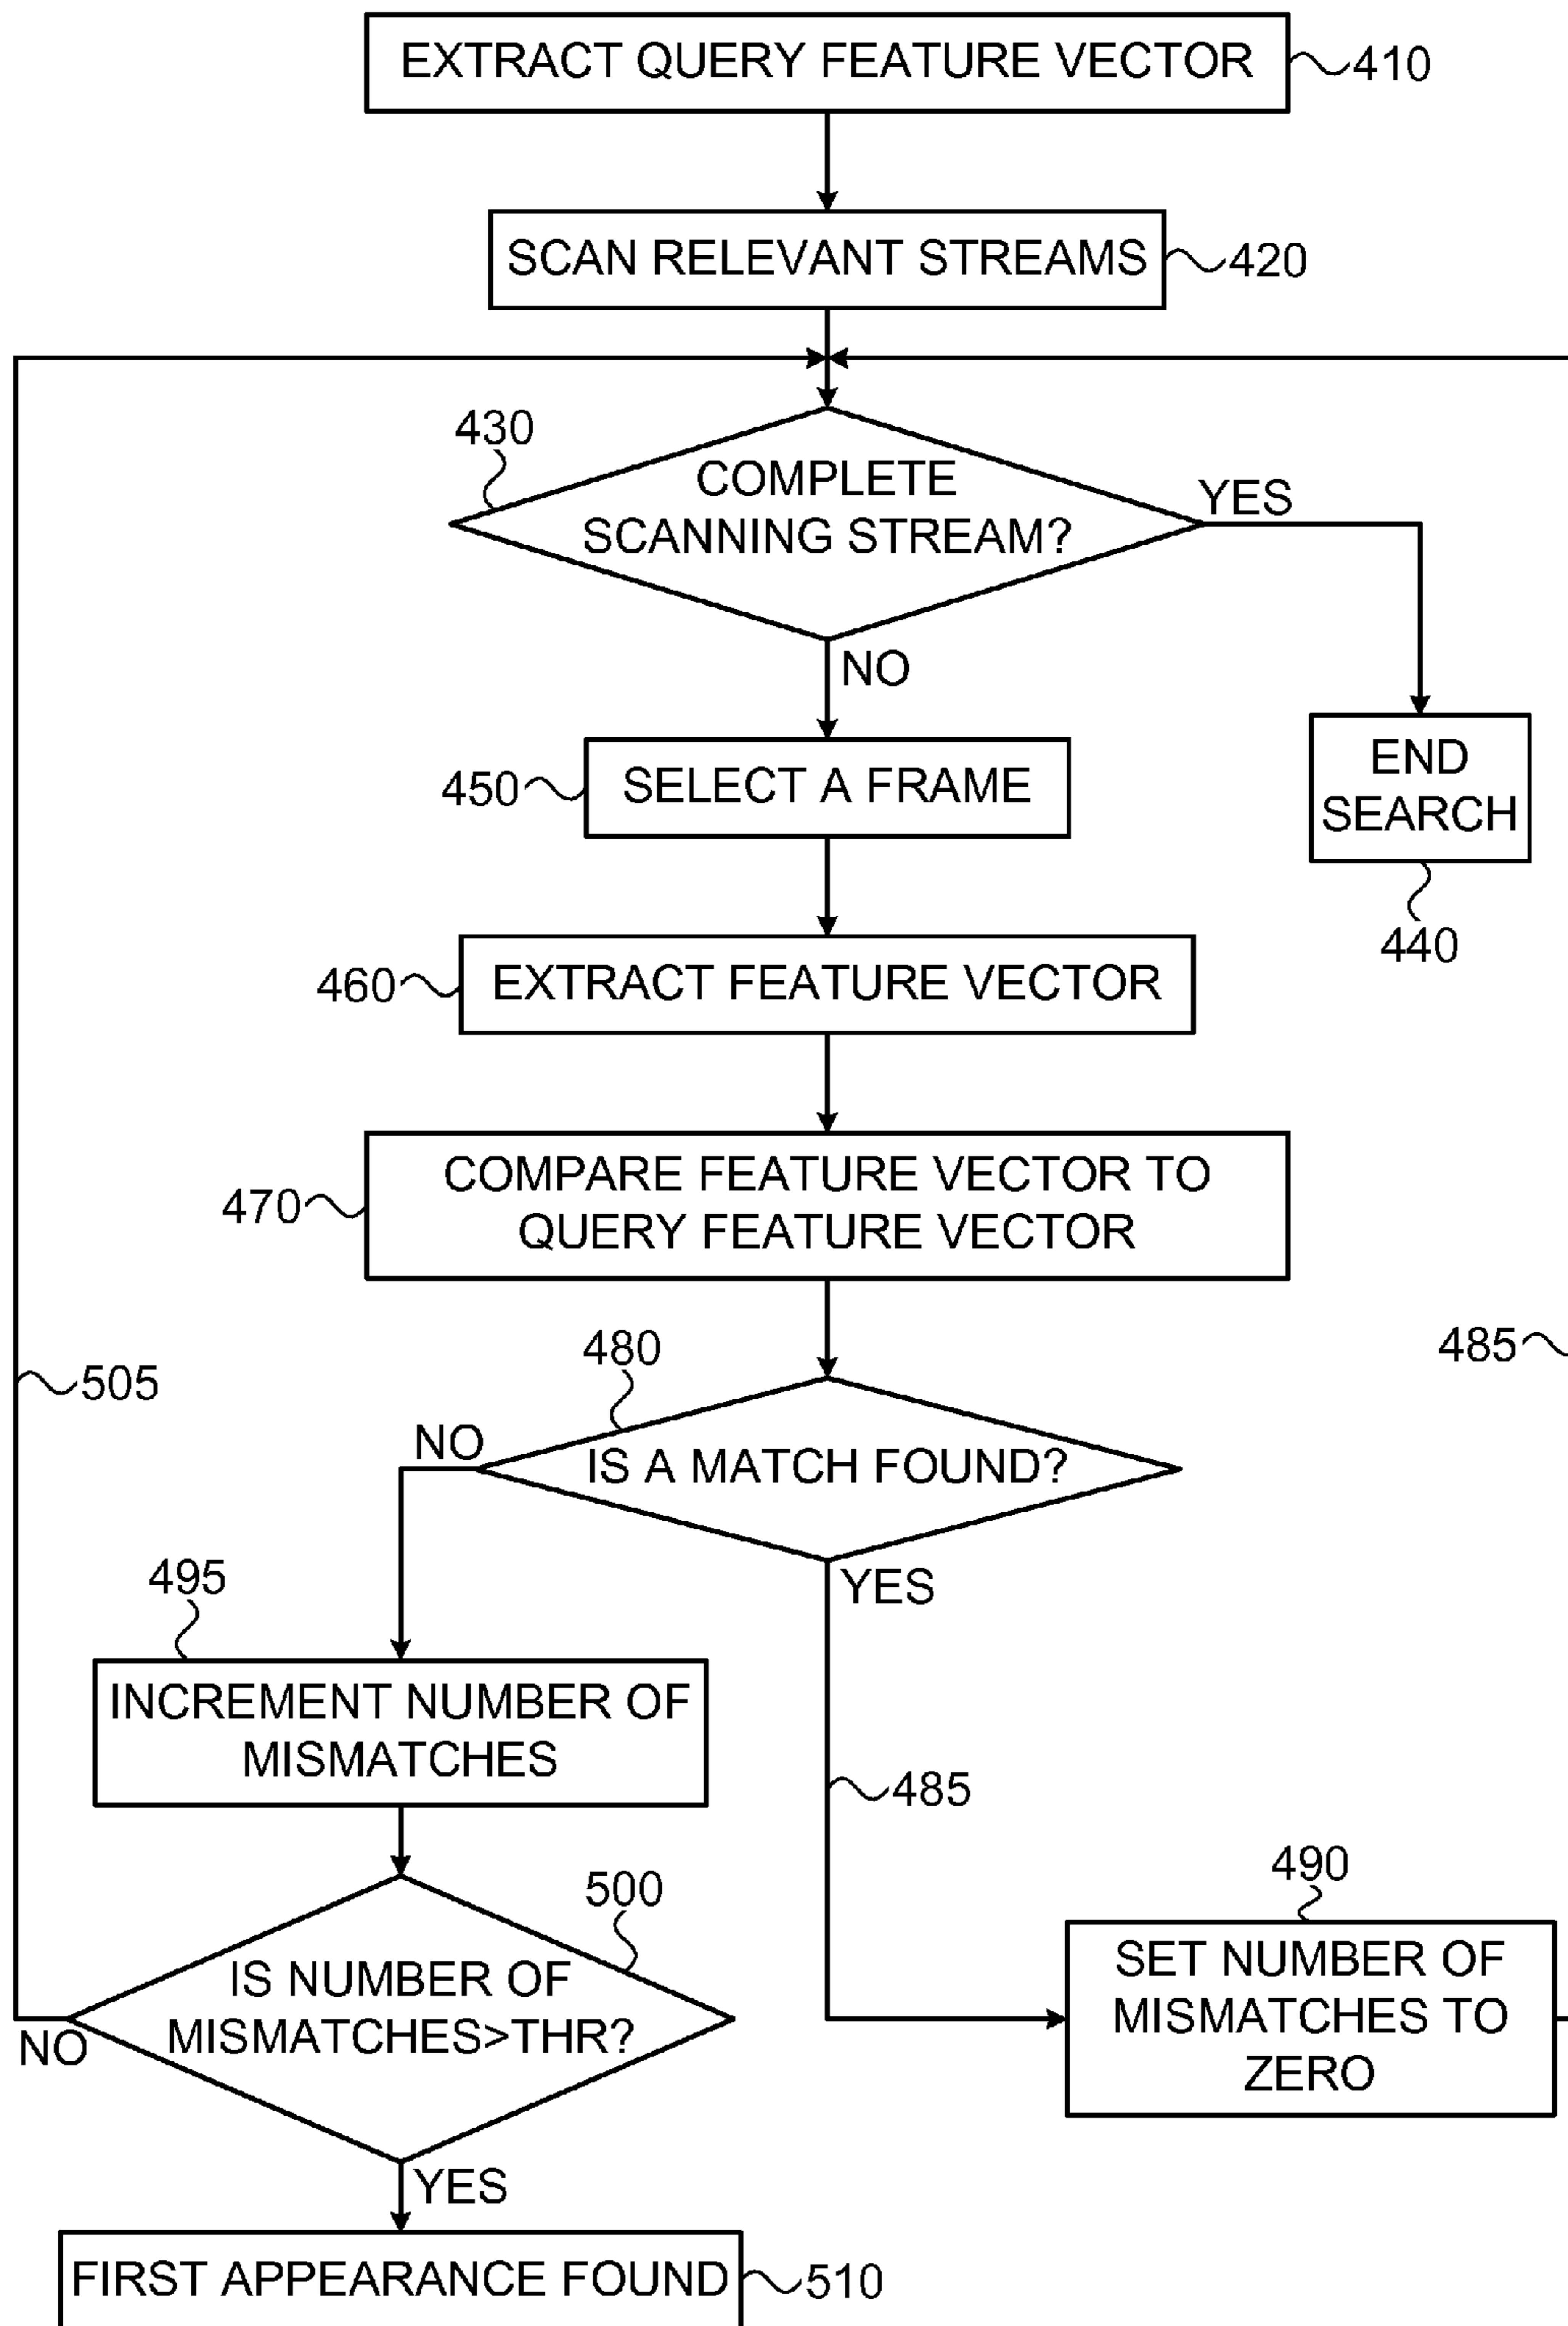 EXTRACT QUERY FEATURE VECTOR
410
SCAN RELEVANT STREAMS
420
430
COMPLETE
SCANNING STREAM?
YES
NO
450
SELECT A FRAME
END
SEARCH
440
460
EXTRACT FEATURE VECTOR
470
COMPARE FEATURE VECTOR TO
QUERY FEATURE VECTOR
480
485
505
NO
IS A MATCH FOUND?
YES
495
INCREMENT NUMBER OF
MISMATCHES
485
500
490
IS NUMBER OF
MISMATCHES>THR?
NO
SET NUMBER OF
MISMATCHES TO
ZERO
YES
FIRST APPEARANCE FOUND
510